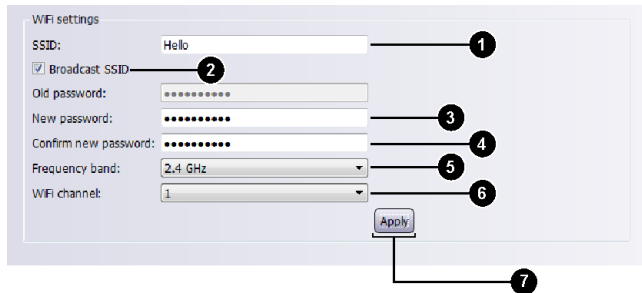 WiFi settings
SSID: Hello 1
Broadcast SSID 2
Old password: ••••••••••
New password: •••••••••• 3
Confirm new password: •••••••••• 4
Frequency band: 2.4 GHz 5
WiFi channel: 1 6
Apply
7